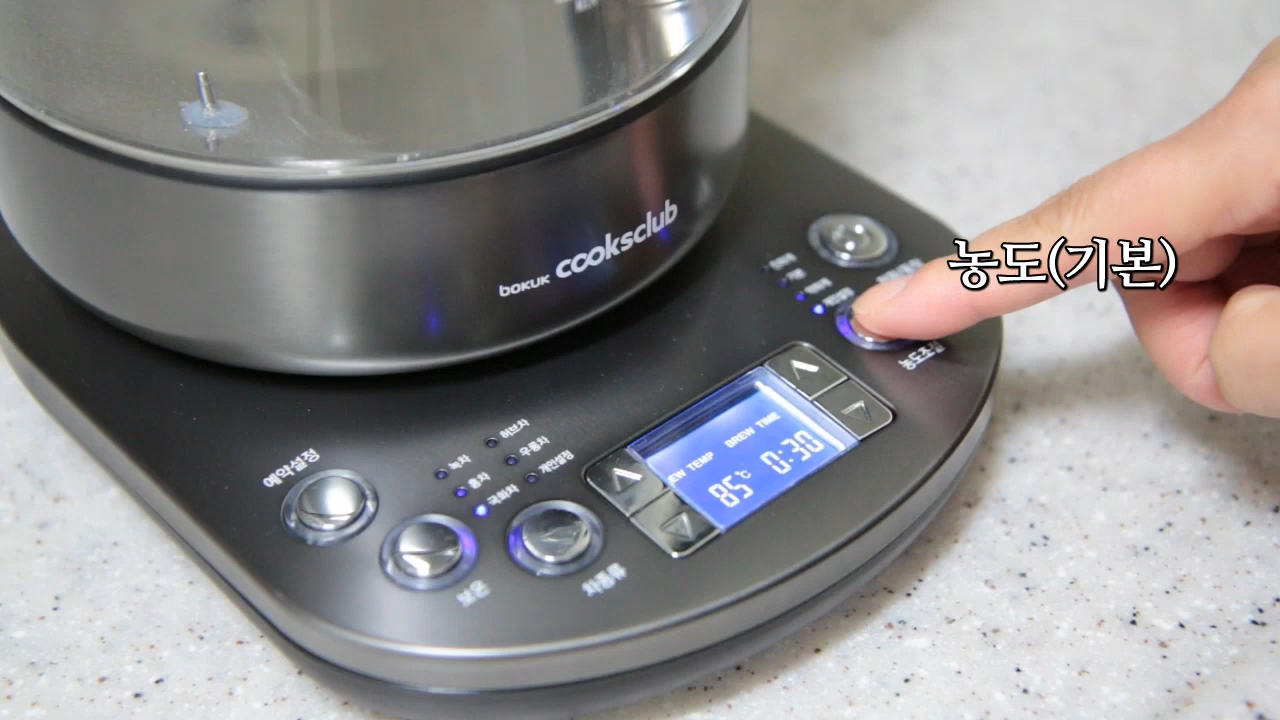 BOKUK cooksclub
농도(기본)
농도조절
BREW TIME
0:30
EW TEMP
85℃
예약설정
허브차
녹차
우롱차
홍차
개인설정
국화차
보온
차종류